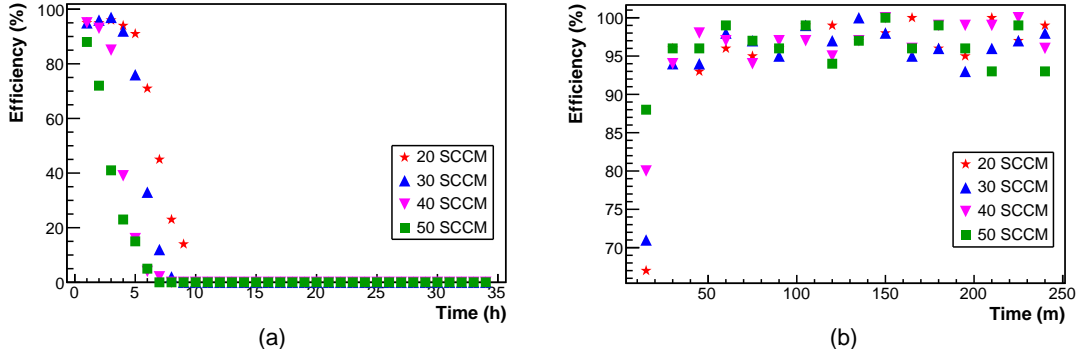 Efficiency (%)
100
80
60
40
20
0
20 SCCM
30 SCCM
40 SCCM
50 SCCM
0 5 10 15 20 25 30 35
Time (h)
(a)
Efficiency (%)
100
95
90
85
80
75
70
20 SCCM
30 SCCM
40 SCCM
50 SCCM
50 100 150 200 250
Time (m)
(b)